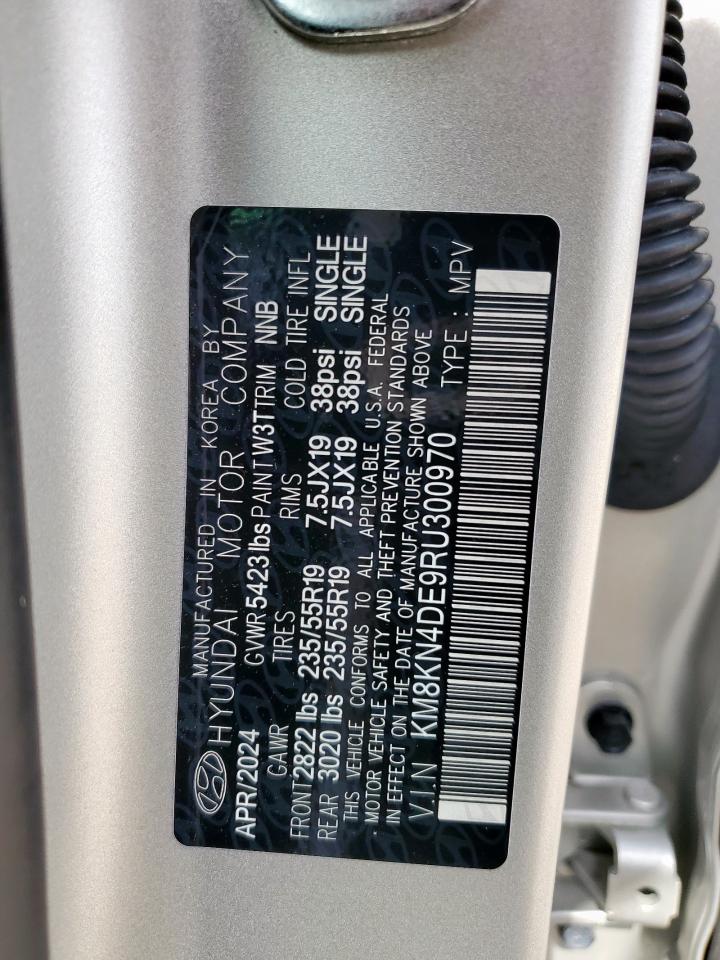 MANUFACTURED IN KOREA BY
HYUNDAI MOTOR COMPANY
APR/2024 GVWR 5423 lbs PAINT W3T TRIM NNB
GAWR TIRES RIMS COLD TIRE INFL
FRONT 2822 lbs 235/55R19 7.5JX19 38psi SINGLE
REAR 3020 lbs 235/55R19 7.5JX19 38psi SINGLE
THIS VEHICLE CONFORMS TO ALL APPLICABLE U.S.A. FEDERAL
MOTOR VEHICLE SAFETY AND THEFT PREVENTION STANDARDS
IN EFFECT ON THE DATE OF MANUFACTURE SHOWN ABOVE
V.I.N KM8KN4DE9RU300970 TYPE : MPV